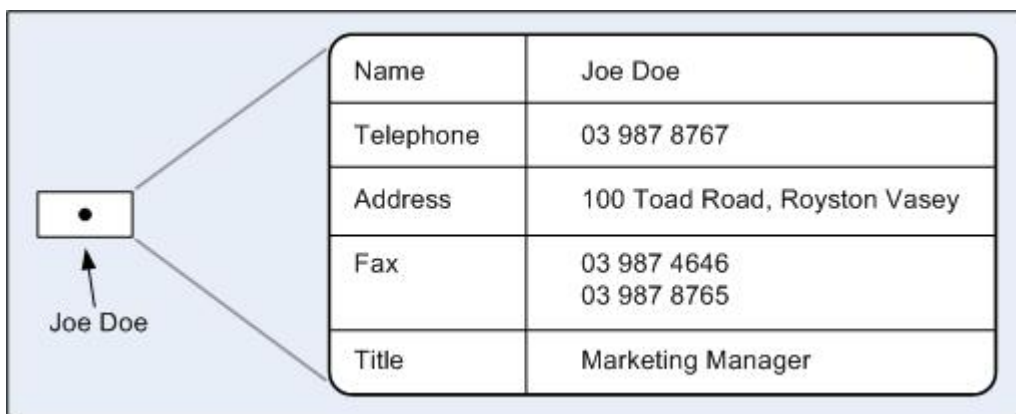 Name Joe Doe
Telephone 03 987 8767
Address 100 Toad Road, Royston Vasey
Fax 03 987 4646
03 987 8765
Title Marketing Manager
Joe Doe